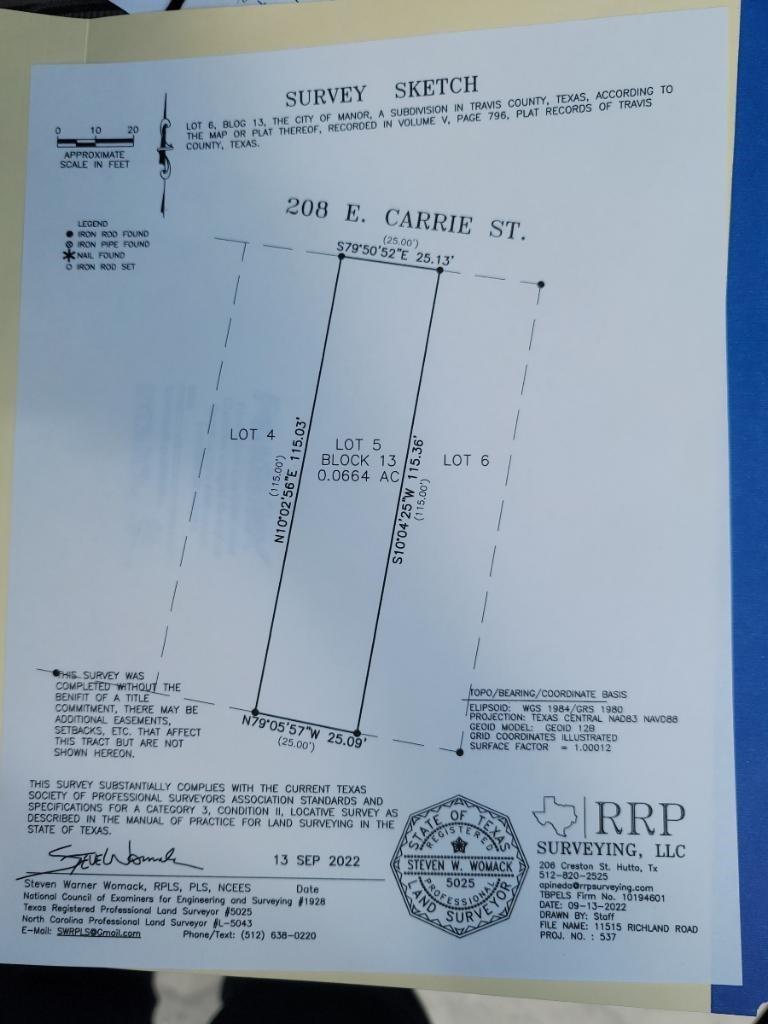 SURVEY SKETCH
LOT 6, BLOG 13, THE CITY OF MANOR, A SUBDIVISION IN TRAVIS COUNTY, TEXAS, ACCORDING TO
THE MAP OR PLAT THEREOF, RECORDED IN VOLUME V, PAGE 796, PLAT RECORDS OF TRAVIS
COUNTY, TEXAS.
0 10 20
APPROXIMATE
SCALE IN FEET
LEGEND
IRON ROD FOUND
IRON PIPE FOUND
NAIL FOUND
IRON ROD SET
208 E. CARRIE ST.
(25.00')
S79°50'52"E 25.13'
LOT 4
(115.00')
N10°02'56"E 115.03'
LOT 5
BLOCK 13
0.0664 AC
S10°04'25"W 115.36'
(115.00')
LOT 6
N79°05'57"W 25.09'
(25.00')
THIS SURVEY WAS
COMPLETED WITHOUT THE
BENIFIT OF A TITLE
COMMITMENT, THERE MAY BE
ADDITIONAL EASEMENTS,
SETBACKS, ETC. THAT AFFECT
THIS TRACT BUT ARE NOT
SHOWN HEREON.
TOPO/BEARING/COORDINATE BASIS
ELIPSOID: WGS 1984/GRS 1980
PROJECTION: TEXAS CENTRAL NAD83 NAVD88
GEOID MODEL: GEOID 12B
GRID COORDINATES ILLUSTRATED
SURFACE FACTOR = 1.00012
THIS SURVEY SUBSTANTIALLY COMPLIES WITH THE CURRENT TEXAS
SOCIETY OF PROFESSIONAL SURVEYORS ASSOCIATION STANDARDS AND
SPECIFICATIONS FOR A CATEGORY 3, CONDITION II, LOCATIVE SURVEY AS
DESCRIBED IN THE MANUAL OF PRACTICE FOR LAND SURVEYING IN THE
STATE OF TEXAS.
Steve Womack
13 SEP 2022
Steven Warner Womack, RPLS, PLS, NCEES Date
National Council of Examiners for Engineering and Surveying #1928
Texas Registered Professional Land Surveyor #5025
North Carolina Professional Land Surveyor #L-5043
E-Mail: SWRPLS@Gmail.com Phone/Text: (512) 638-0220
STATE OF TEXAS
REGISTERED
STEVEN W. WOMACK
5025
PROFESSIONAL
LAND SURVEYOR
RRP
SURVEYING, LLC
206 Creston St. Hutto, Tx
512-820-2525
apineda@rrpsurveying.com
TBPELS Firm No. 10194601
DATE: 09-13-2022
DRAWN BY: Staff
FILE NAME: 11515 RICHLAND ROAD
PROJ. NO. : 537